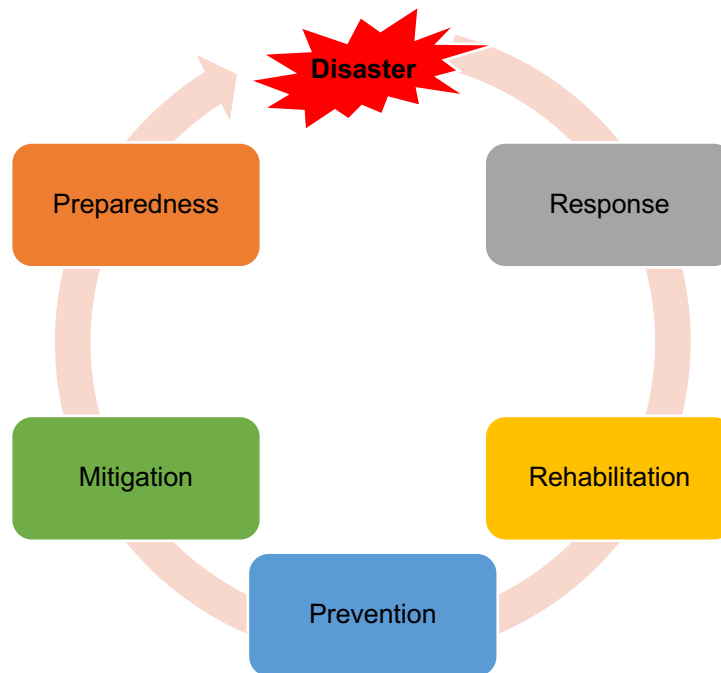 Disaster
Preparedness
Response
Mitigation
Rehabilitation
Prevention